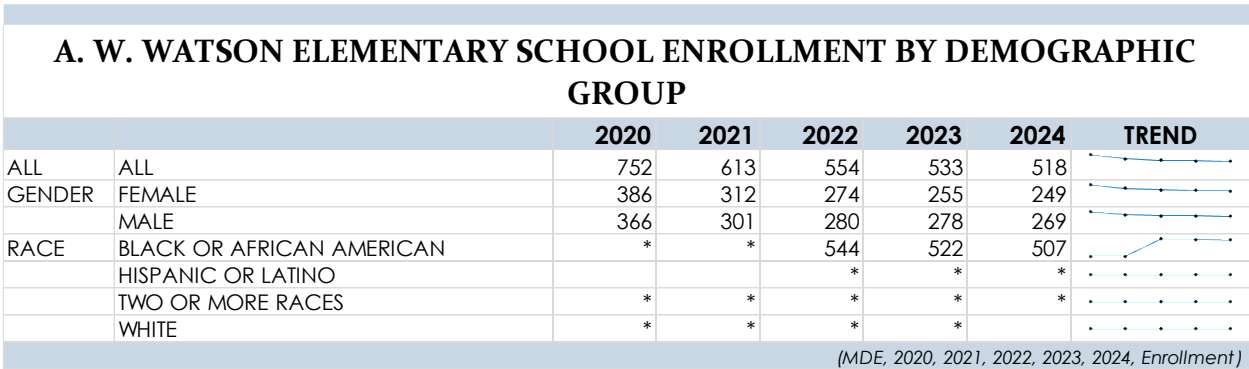 A. W. WATSON ELEMENTARY SCHOOL ENROLLMENT BY DEMOGRAPHIC
GROUP
2020 2021 2022 2023 2024 TREND
ALL ALL 752 613 554 533 518
GENDER FEMALE 386 312 274 255 249
MALE 366 301 280 278 269
RACE BLACK OR AFRICAN AMERICAN * * 544 522 507
HISPANIC OR LATINO * * *
TWO OR MORE RACES * * * * *
WHITE * * * *
(MDE, 2020, 2021, 2022, 2023, 2024, Enrollment)